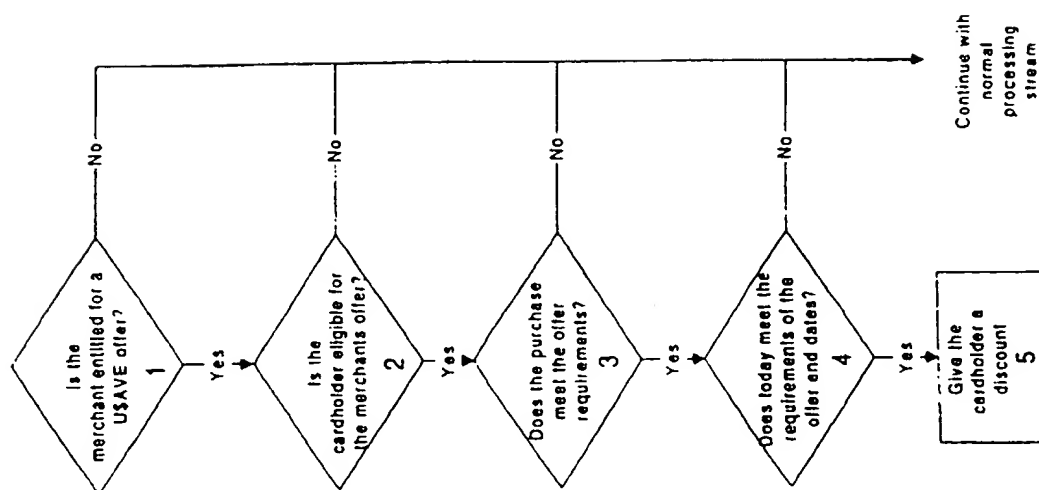 Is the
merchant entitled for a
U$AVE offer?
1
No
Yes
Is the
cardholder eligible for
the merchants offer?
2
No
Yes
Does the purchase
meet the offer
requirements?
3
No
Yes
Does today meet the
requirements of the
offer and dates?
4
No
Yes
Give the
cardholder a
discount
5
Continue with
normal
processing
stream